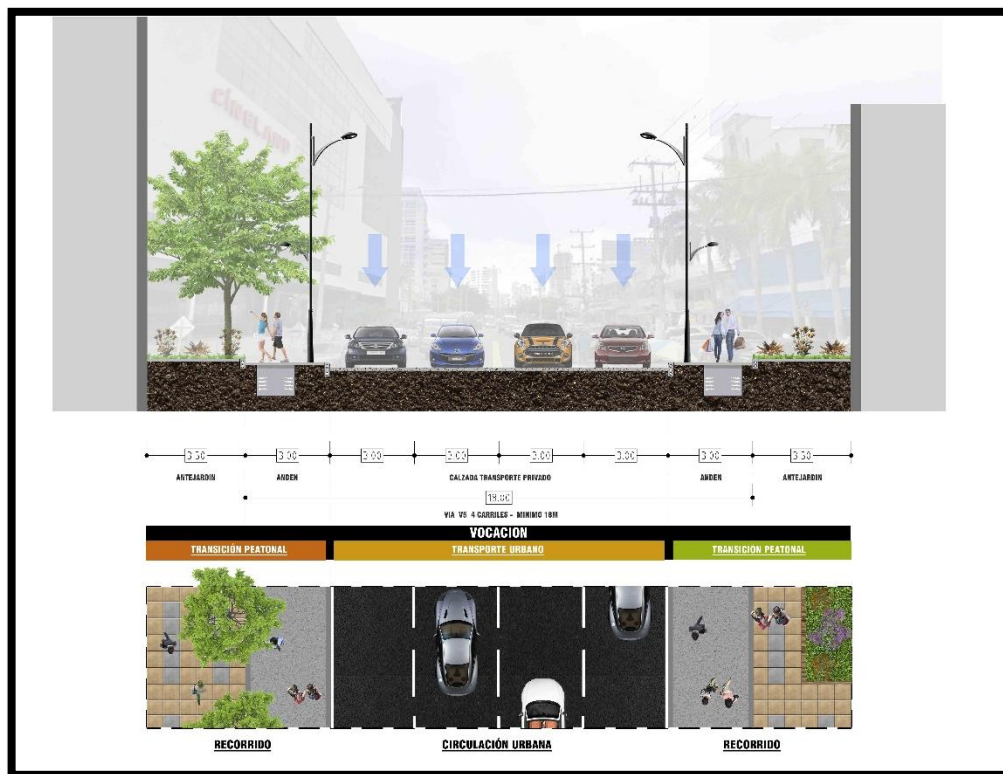 CINELAND
3.50 3.00 3.00 3.00 3.00 3.00 3.00 3.50
ANTEJARDIN ANDEN CALZADA TRANSPORTE PRIVADO ANDEN ANTEJARDIN
18.00
VIA V5 4 CARRILES - MINIMO 18M
VOCACION
TRANSICIÓN PEATONAL TRANSPORTE URBANO TRANSICIÓN PEATONAL
RECORRIDO CIRCULACIÓN URBANA RECORRIDO